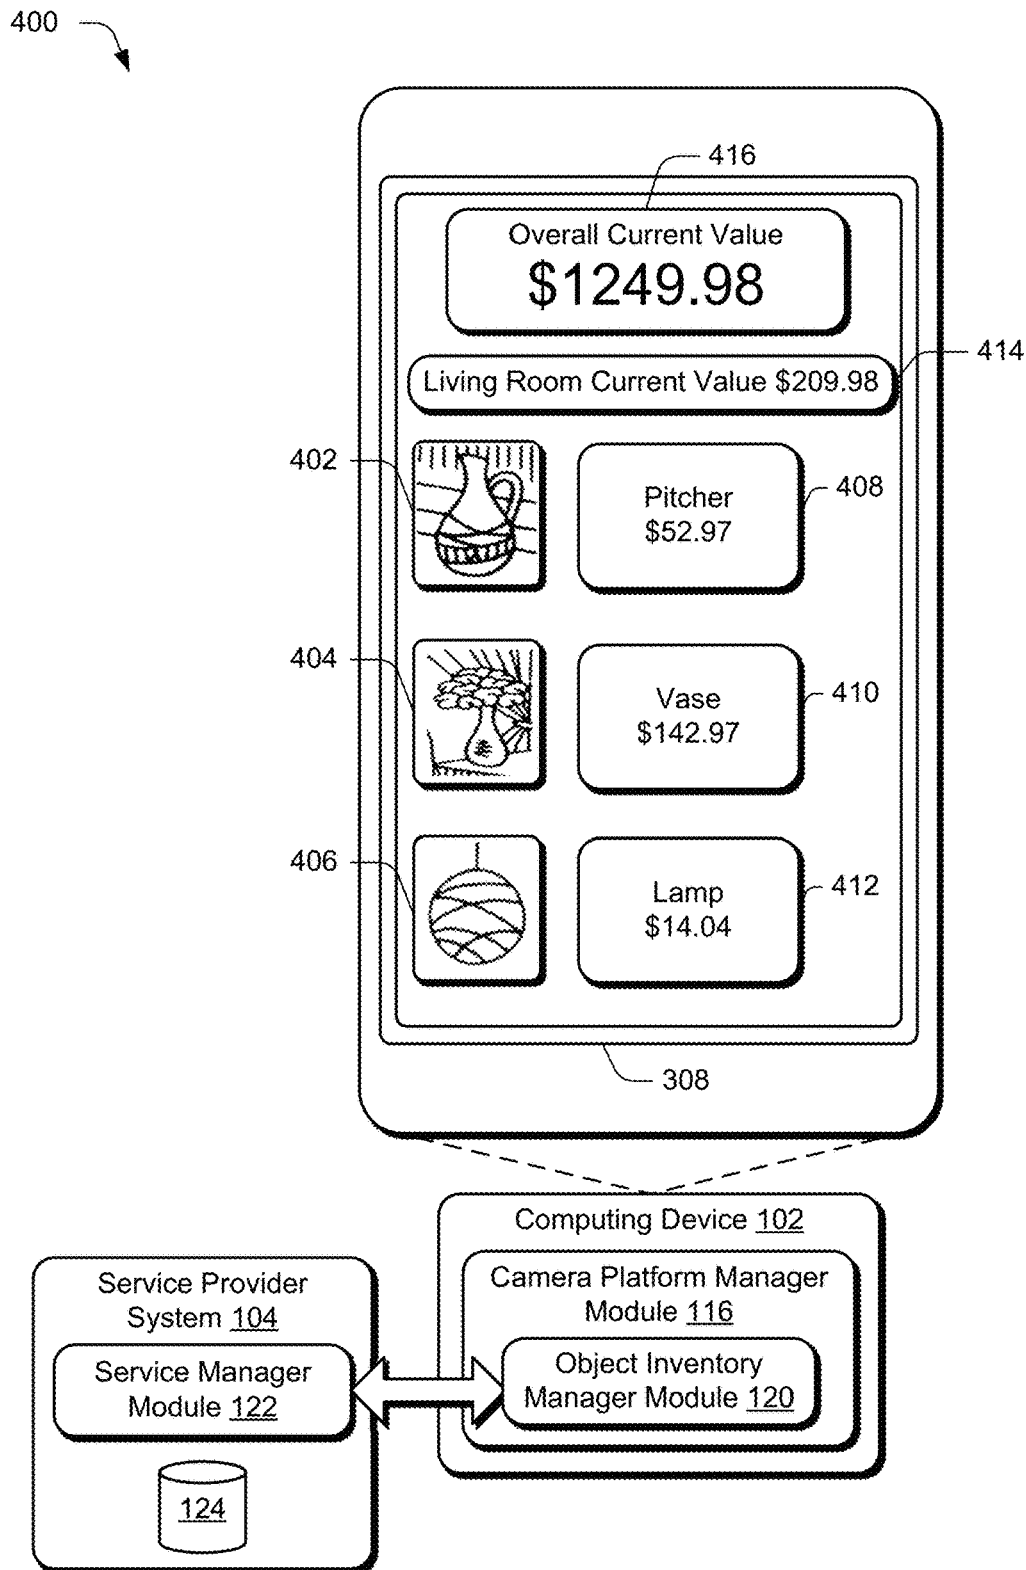 400
416
Overall Current Value
$1249.98
414
Living Room Current Value $209.98
402
Pitcher
$52.97
408
404
Vase
$142.97
410
406
Lamp
$14.04
412
308
Computing Device 102
Camera Platform Manager
Module 116
Object Inventory
Manager Module 120
Service Provider
System 104
Service Manager
Module 122
124